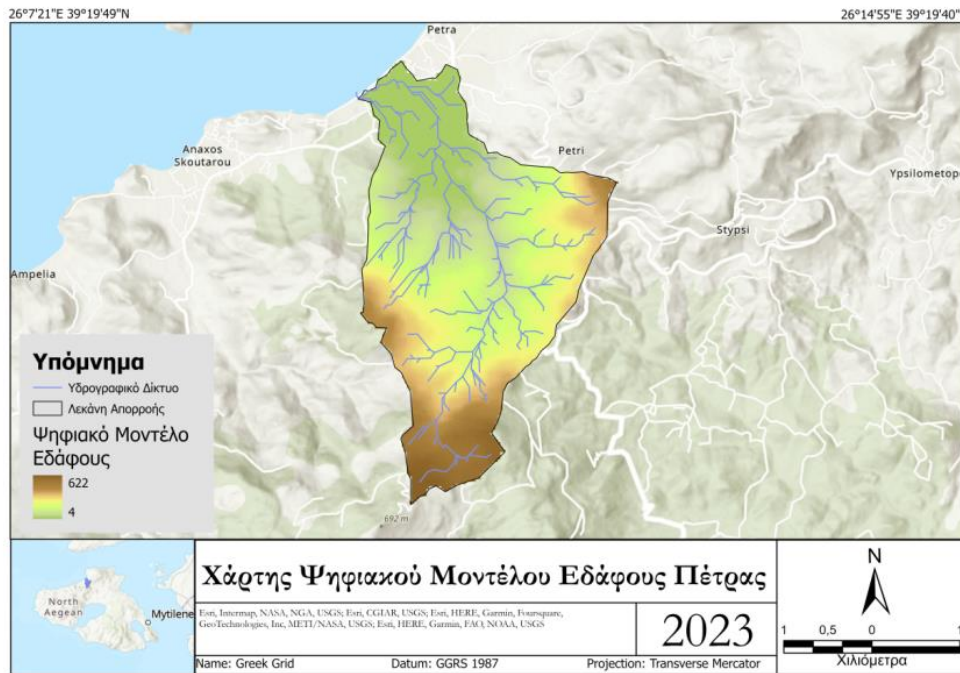 26°7'21"E 39°19'49"N
26°14'55"E 39°19'40"
Petra
Anaxos
Skoutarou
Petri
Ypsilometop
Stypsi
Ampelia
Υπόμνημα
Υδρογραφικό Δίκτυο
Λεκάνη Απορροής
Ψηφιακό Μοντέλο
Εδάφους
622
4
692 m
North
Aegean
Mytilene
Χάρτης Ψηφιακού Μοντέλου Εδάφους Πέτρας
Esri, Intermap, NASA, NGA, USGS; Esri, CGIAR, USGS; Esri, HERE, Garmin, Foursquare,
GeoTechnologies, Inc, METI/NASA, USGS; Esri, HERE, Garmin, FAO, NOAA, USGS
2023
Name: Greek Grid
Datum: GGRS 1987
Projection: Transverse Mercator
N
1 0,5 0 1
Χιλιόμετρα